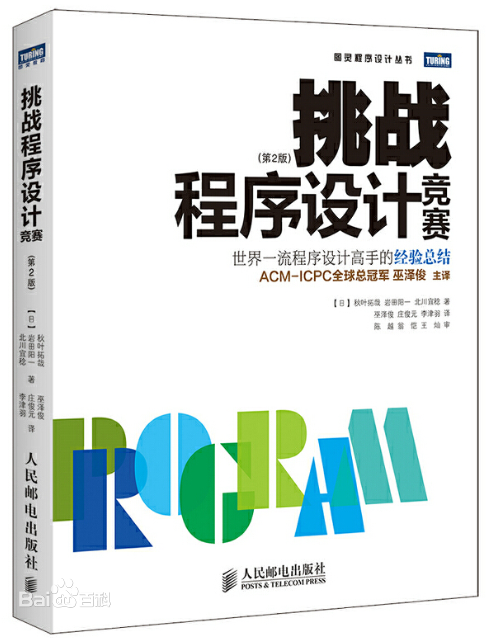 TURING
图灵教育
挑战程序设计
竞赛
(第2版)
【日】
秋叶拓哉
岩田阳一
北川宜稔
著
巫泽俊
庄俊元
李津羽
译
人民邮电出版社
图灵程序设计丛书
TURING
(第2版)
挑战
程序设计
竞赛
世界一流程序设计高手的经验总结
ACM-ICPC全球总冠军 巫泽俊 主译
【日】 秋叶拓哉 岩田阳一 北川宜稔 著
巫泽俊 庄俊元 李津羽 译
陈越 翁恺 王灿 审
PROGRAM
人民邮电出版社
POSTS & TELECOM PRESS
Bai百科